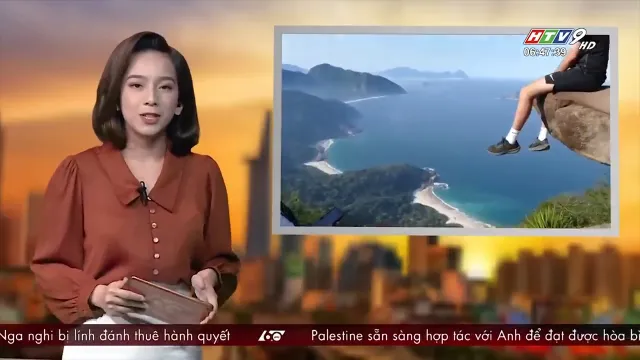 HTV9 HD
06:47:39
Nga nghi bị lính đánh thuê hành quyết 60 Palestine sẵn sàng hợp tác với Anh để đạt được hòa b